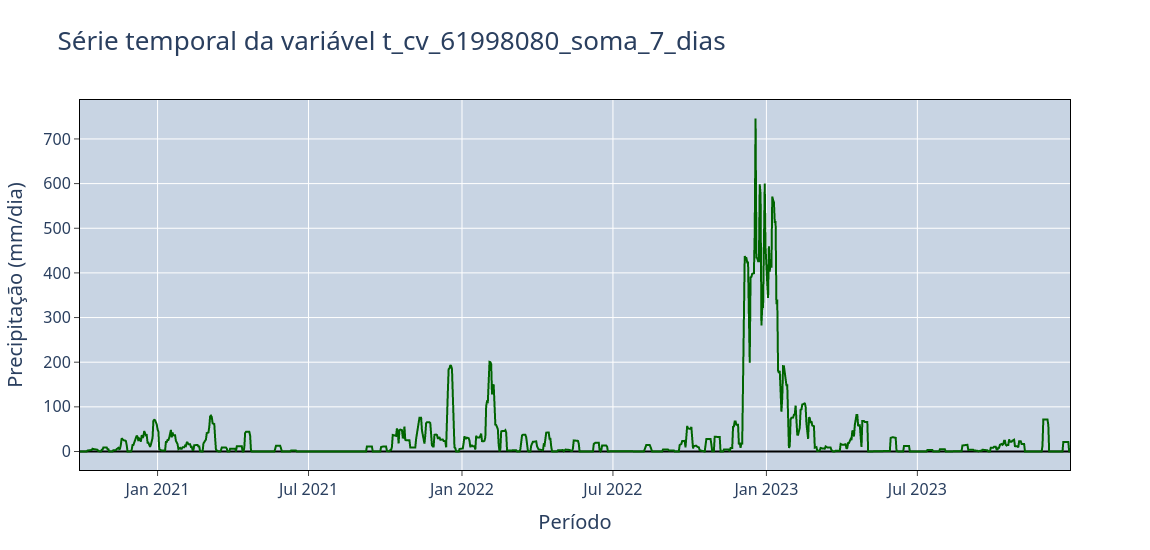 Série temporal da variável t_cv_61998080_soma_7_dias
Precipitação (mm/dia)
700
600
500
400
300
200
100
0
Jan 2021
Jul 2021
Jan 2022
Jul 2022
Jan 2023
Jul 2023
Período